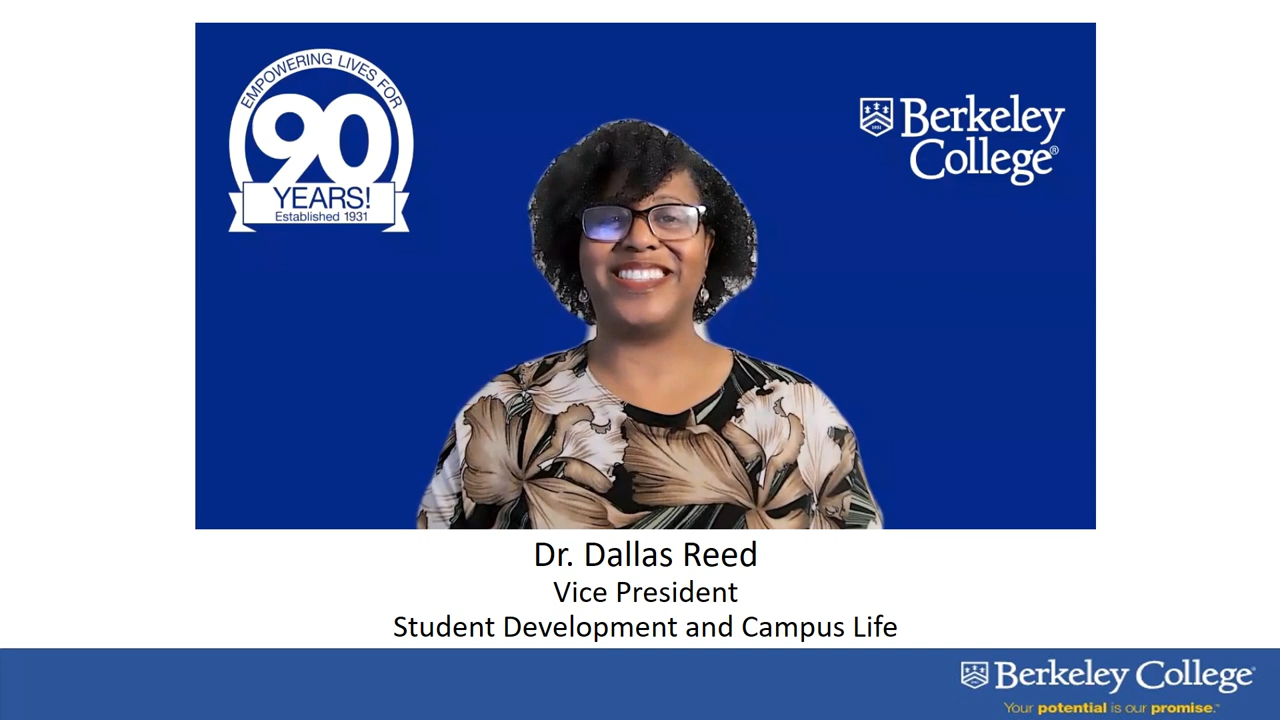 EMPOWERING LIVES FOR
90
YEARS!
Established 1931
Berkeley
College®
Dr. Dallas Reed
Vice President
Student Development and Campus Life
Berkeley College®
Your potential is our promise.™